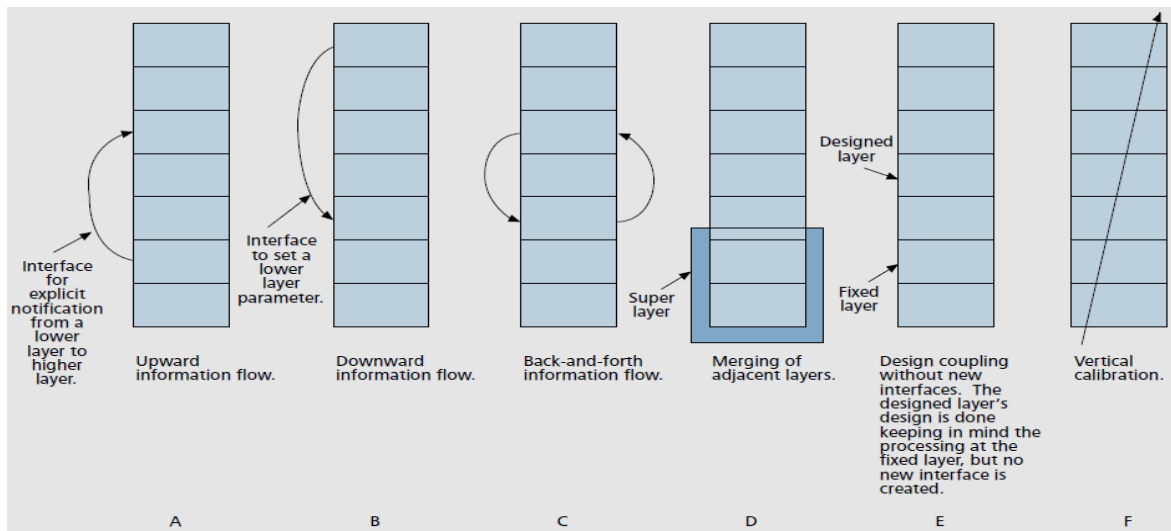 Interface
for
explicit
notification
from a
lower
layer to
higher
layer.
Upward
information flow.
A
Interface
to set a
lower
layer
parameter.
Downward
information flow.
B
Back-and-forth
information flow.
C
Super
layer
Merging of
adjacent layers.
D
Designed
layer
Fixed
layer
Design coupling
without new
interfaces. The
designed layer's
design is done
keeping in mind the
processing at the
fixed layer, but no
new interface is
created.
E
Vertical
calibration.
F